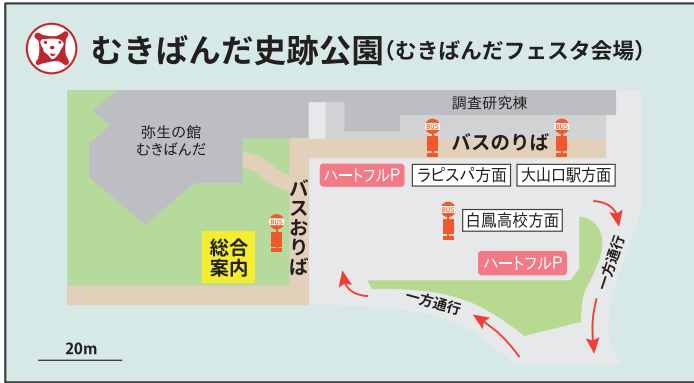 むきばんだ史跡公園(むきばんだフェスタ会場)
調査研究棟
弥生の館
むきばんだ
BUS
BUS
バスのりば
ハートフルP
ラピスパ方面
大山口駅方面
バスおりば
BUS
BUS
白鳳高校方面
総合
案内
ハートフルP
一方通行
一方通行
20m